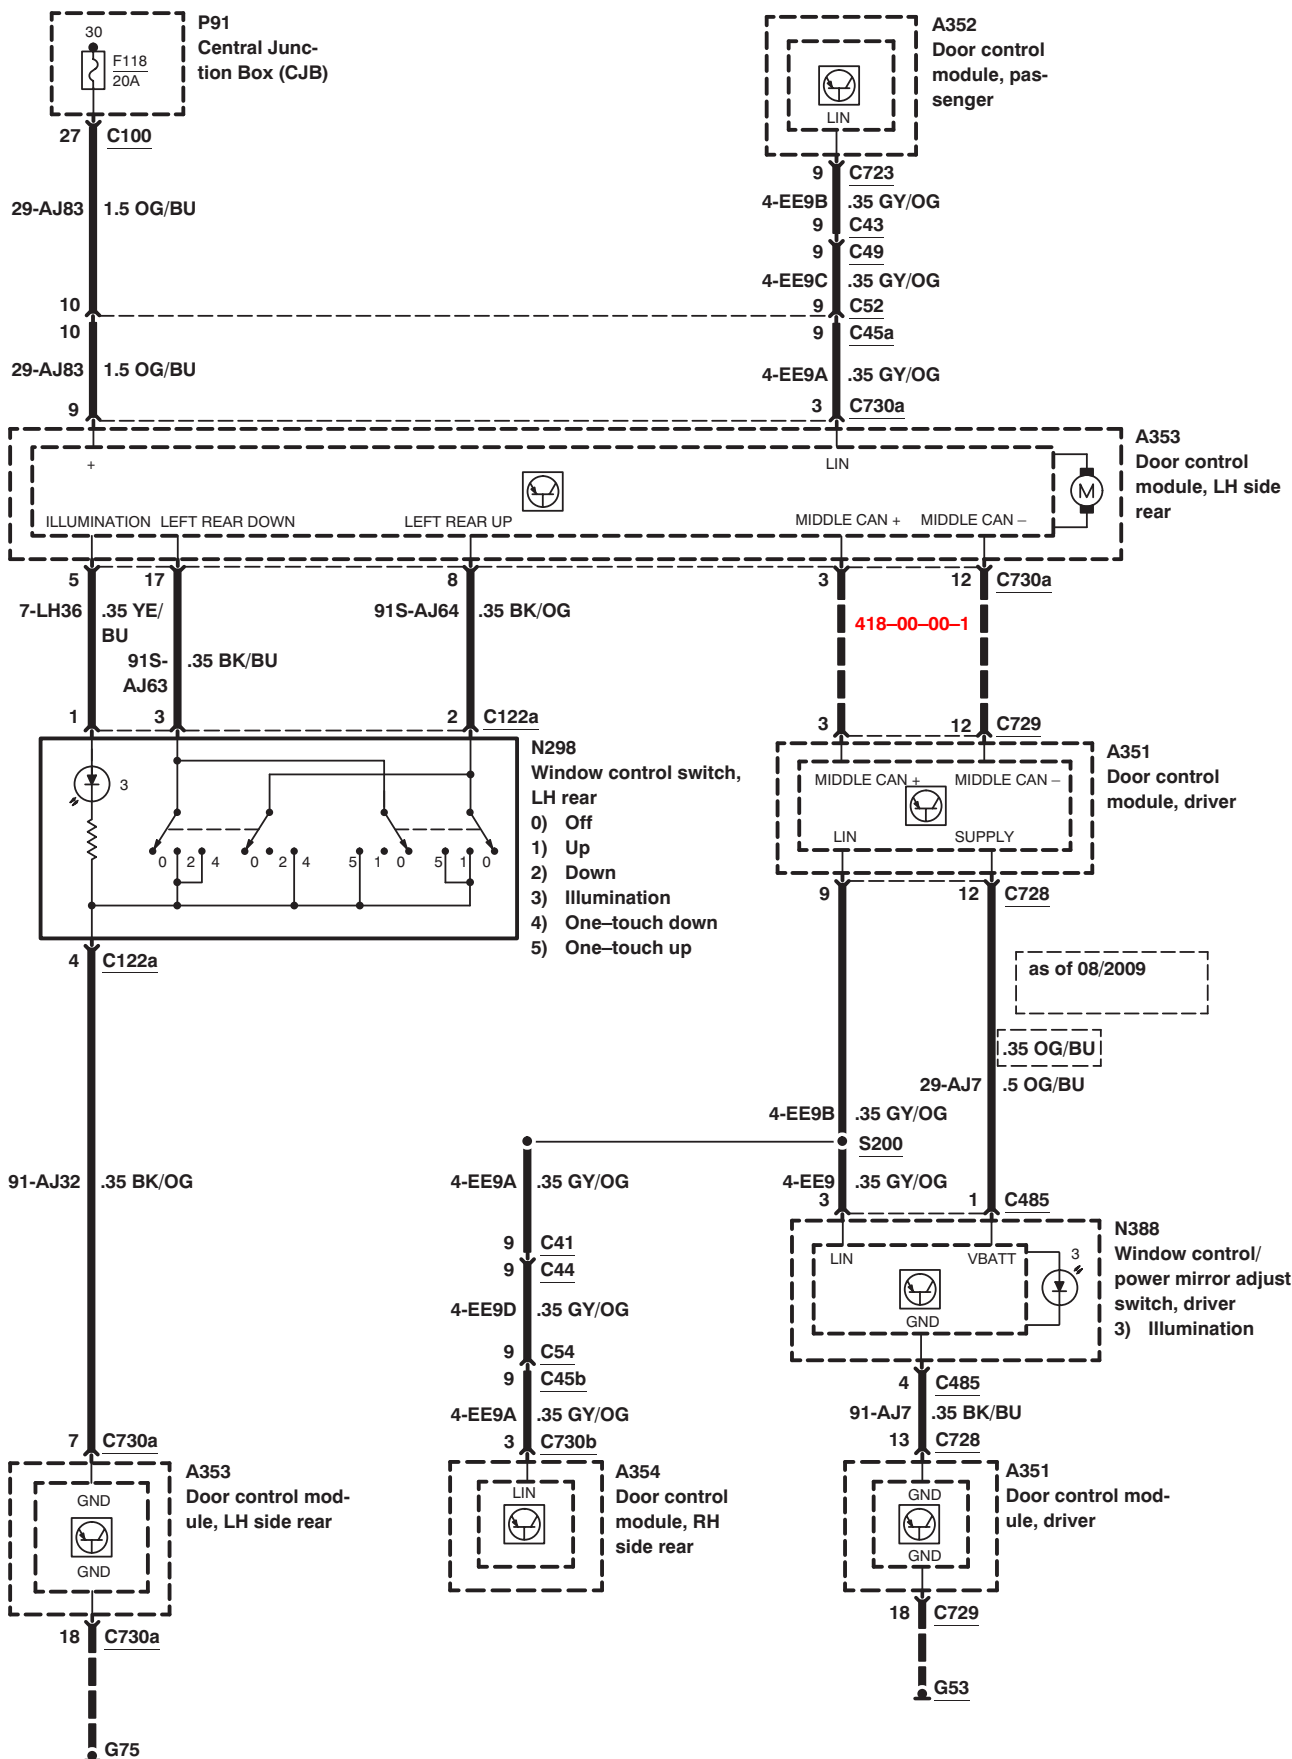 P91
Central Junc-
tion Box (CJB)
30
F118
20A
27 C100
29-AJ83 1.5 OG/BU
10
10
29-AJ83 1.5 OG/BU
9
A352
Door control
module, pas-
senger
LIN
9 C723
4-EE9B .35 GY/OG
9 C43
9 C49
4-EE9C .35 GY/OG
9 C52
9 C45a
4-EE9A .35 GY/OG
3 C730a
A353
Door control
module, LH side
rear
+
LIN
M
ILLUMINATION LEFT REAR DOWN LEFT REAR UP MIDDLE CAN + MIDDLE CAN –
5 17 8 3 12 C730a
7-LH36 .35 YE/
BU
91S-
AJ63
.35 BK/BU
91S-AJ64 .35 BK/OG
418–00–00–1
1 3 2 C122a
3 12 C729
N298
Window control switch,
LH rear
0) Off
1) Up
2) Down
3) Illumination
4) One–touch down
5) One–touch up
3
0 2 4 0 2 4 5 1 0 5 1 0
4 C122a
A351
Door control
module, driver
MIDDLE CAN + MIDDLE CAN –
LIN SUPPLY
9 12 C728
as of 08/2009
.35 OG/BU
29-AJ7 .5 OG/BU
4-EE9B .35 GY/OG
S200
91-AJ32 .35 BK/OG
4-EE9A .35 GY/OG
4-EE9 .35 GY/OG
3 1 C485
9 C41
9 C44
4-EE9D .35 GY/OG
9 C54
9 C45b
4-EE9A .35 GY/OG
3 C730b
N388
Window control/
power mirror adjust
switch, driver
3) Illumination
LIN VBATT 3
GND
4 C485
91-AJ7 .35 BK/BU
13 C728
7 C730a
A353
Door control mod-
ule, LH side rear
GND
GND
18 C730a
G75
A354
Door control
module, RH
side rear
LIN
A351
Door control mod-
ule, driver
GND
GND
18 C729
G53